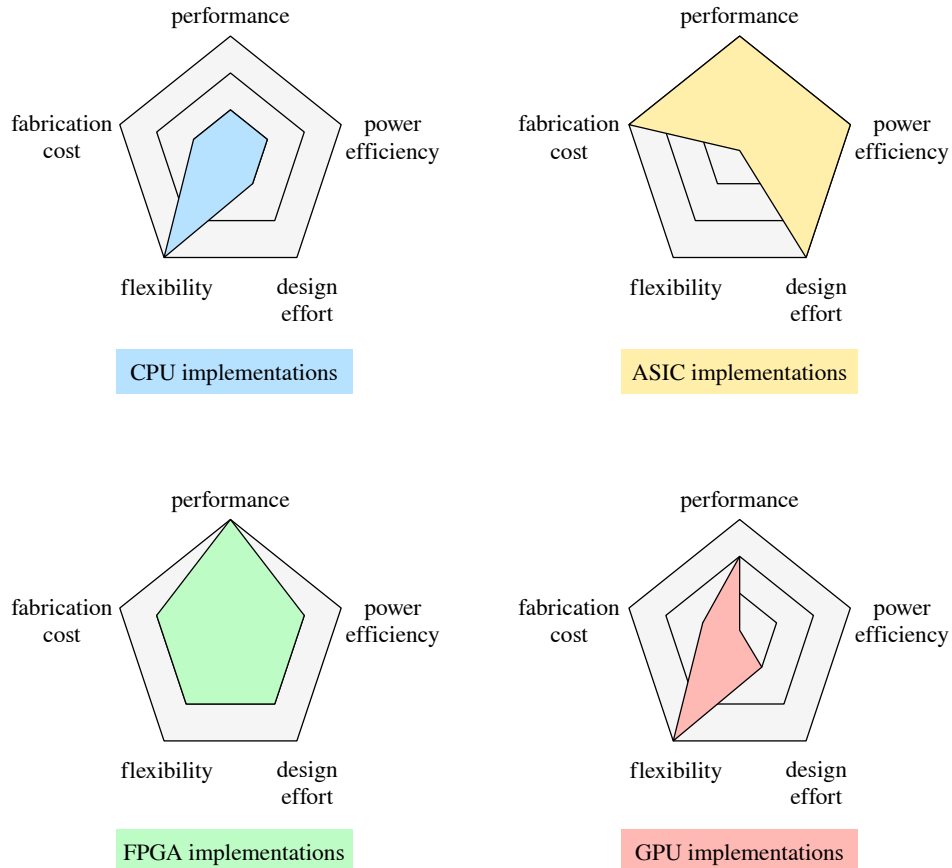 performance
fabrication
cost
power
efficiency
flexibility
design
effort
CPU implementations
performance
fabrication
cost
power
efficiency
flexibility
design
effort
ASIC implementations
performance
fabrication
cost
power
efficiency
flexibility
design
effort
FPGA implementations
performance
fabrication
cost
power
efficiency
flexibility
design
effort
GPU implementations